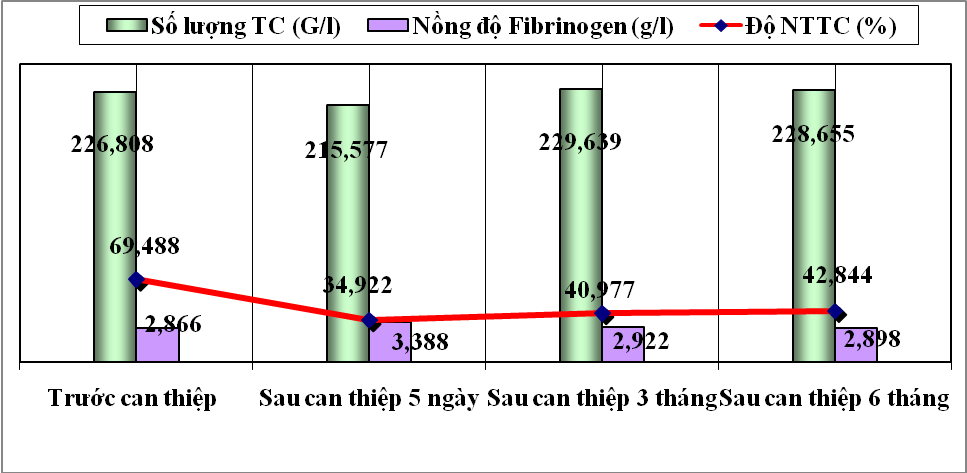 Số lượng TC (G/l) Nồng độ Fibrinogen (g/l) Độ NTTC (%)
226,808 215,577 229,639 228,655
69,488 34,922 40,977 42,844
2,866 3,388 2,922 2,898
Trước can thiệp Sau can thiệp 5 ngày Sau can thiệp 3 tháng Sau can thiệp 6 tháng